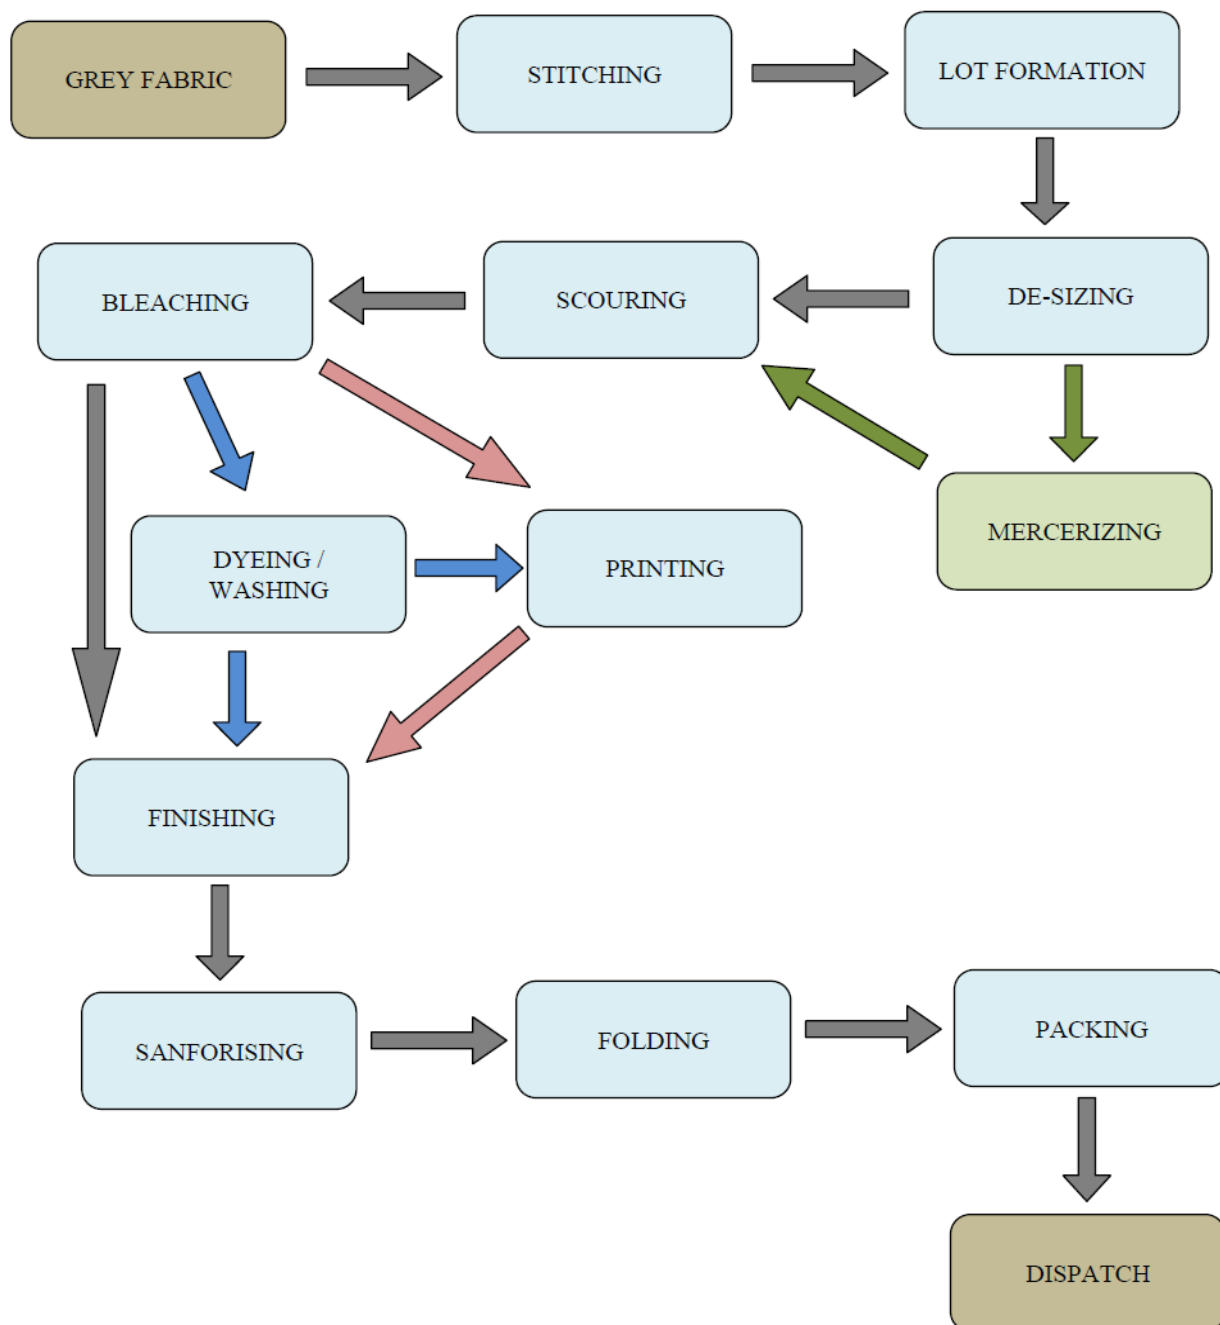 GREY FABRIC
STITCHING
LOT FORMATION
BLEACHING
SCOURING
DE-SIZING
DYEING /
WASHING
PRINTING
MERCERIZING
FINISHING
SANFORISING
FOLDING
PACKING
DISPATCH